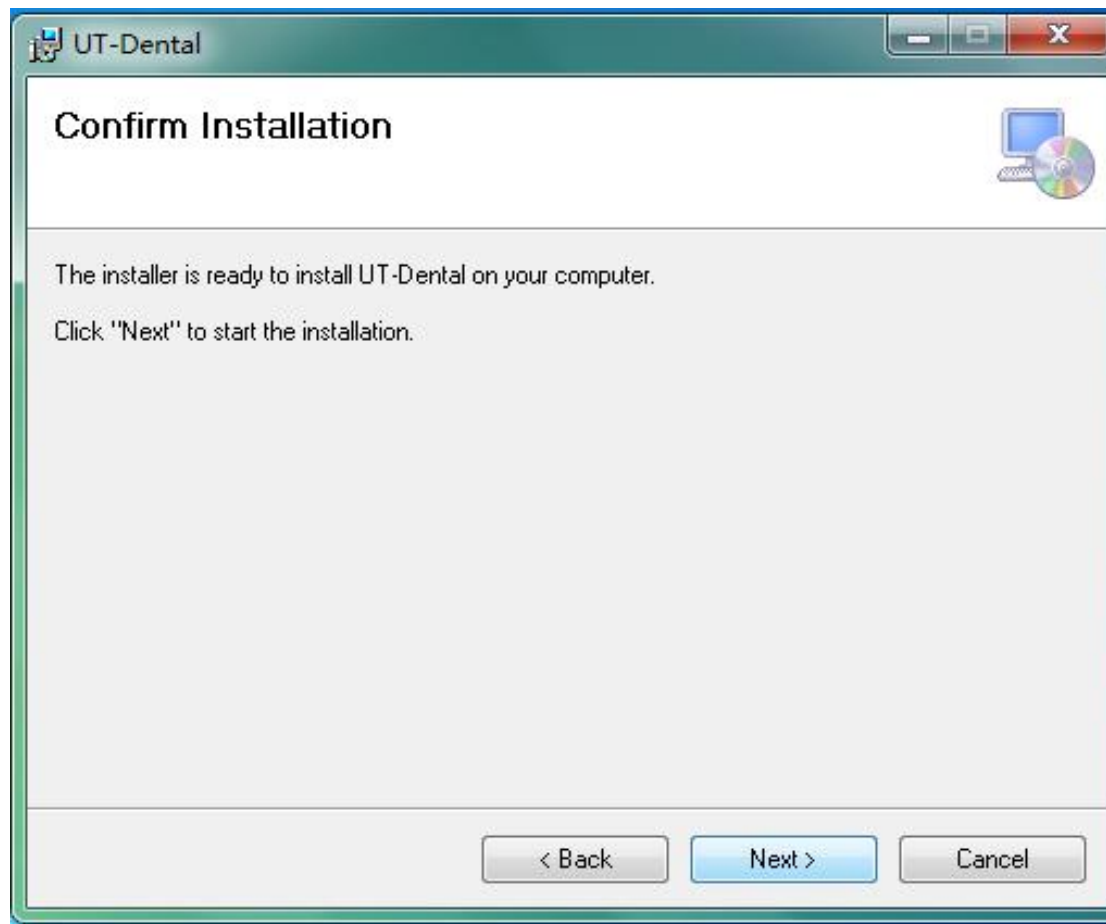 UT-Dental
Confirm Installation
The installer is ready to install UT-Dental on your computer.
Click "Next" to start the installation.
< Back
Next >
Cancel